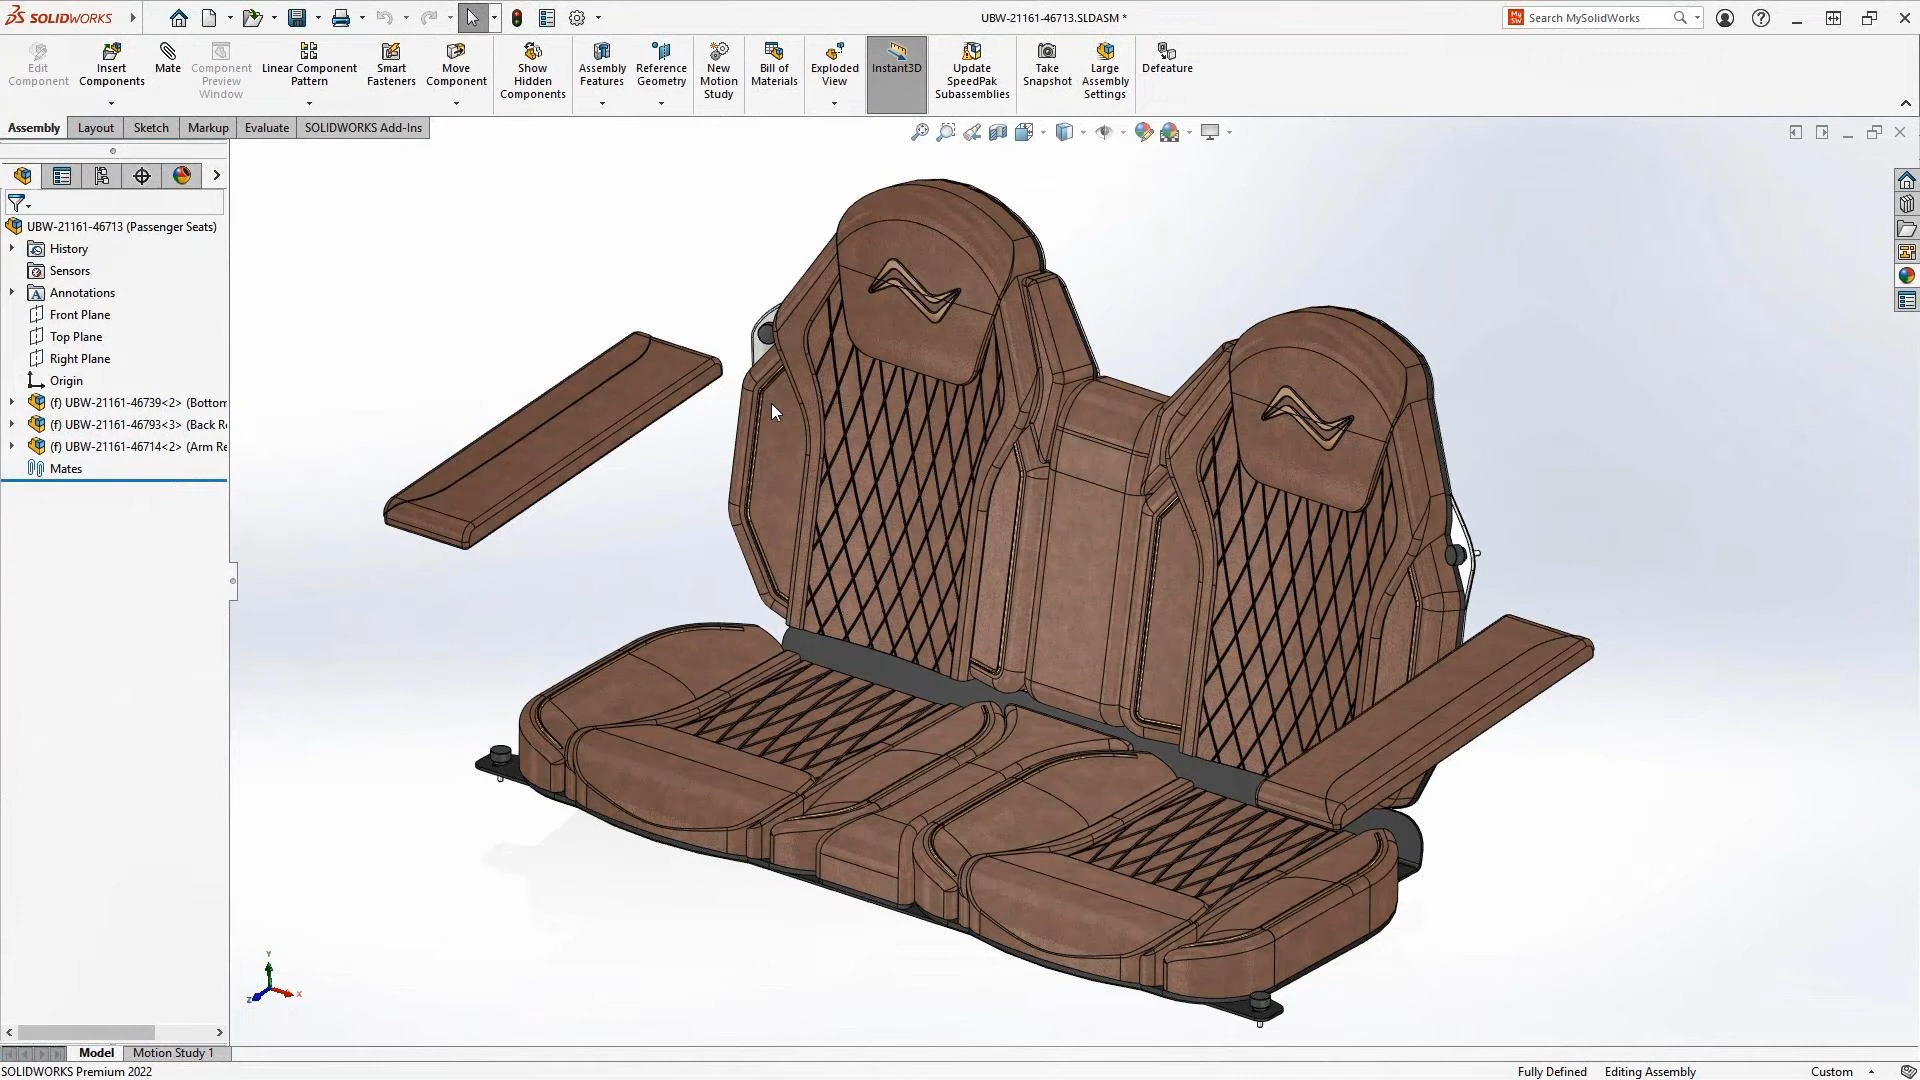 SOLIDWORKS
UBW-21161-46713.SLDASM *
Search MySolidWorks
Edit Component
Insert Components
Mate
Component Preview Window
Linear Component Pattern
Smart Fasteners
Move Component
Show Hidden Components
Assembly Features
Reference Geometry
New Motion Study
Bill of Materials
Exploded View
Instant3D
Update SpeedPak Subassemblies
Take Snapshot
Large Assembly Settings
Defeature
Assembly
Layout
Sketch
Markup
Evaluate
SOLIDWORKS Add-Ins
UBW-21161-46713 (Passenger Seats)
History
Sensors
Annotations
Front Plane
Top Plane
Right Plane
Origin
(f) UBW-21161-46739<2> (Bottom
(f) UBW-21161-46793<3> (Back Re
(f) UBW-21161-46714<2> (Arm Re
Mates
Y
Z
X
Model
Motion Study 1
SOLIDWORKS Premium 2022
Fully Defined
Editing Assembly
Custom